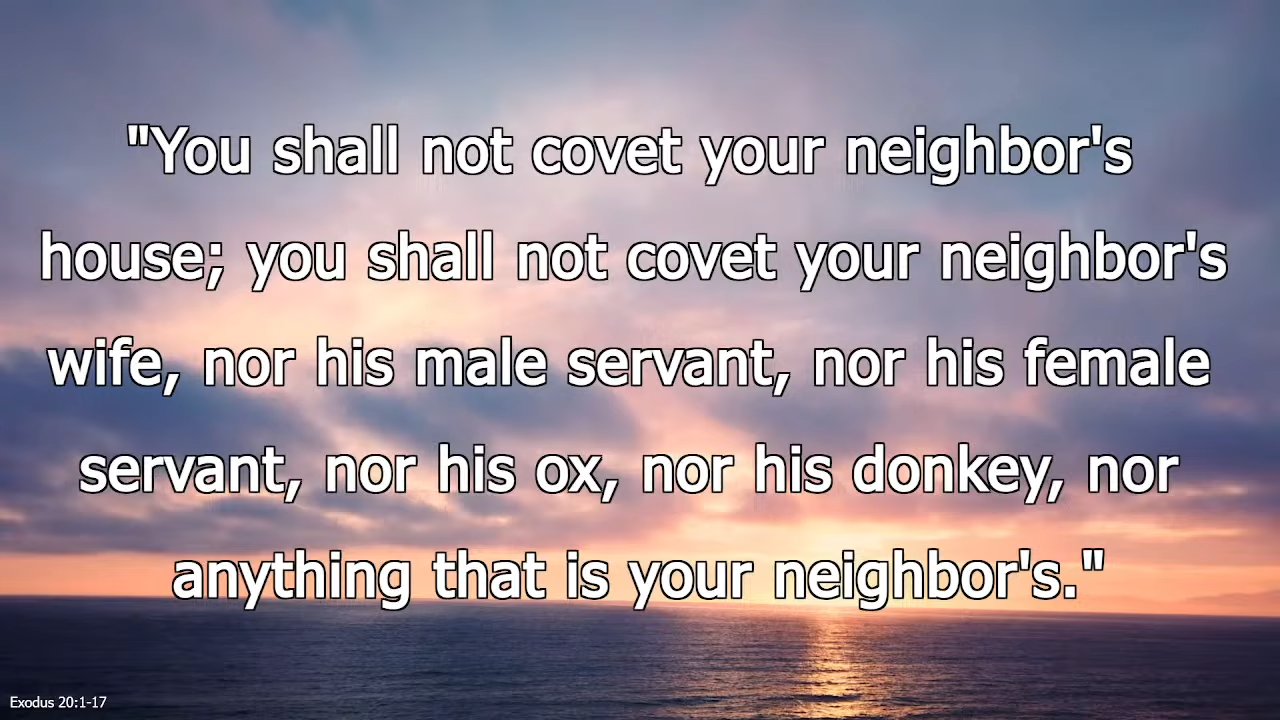 "You shall not covet your neighbor's
house; you shall not covet your neighbor's
wife, nor his male servant, nor his female
servant, nor his ox, nor his donkey, nor
anything that is your neighbor's."
Exodus 20:1-17